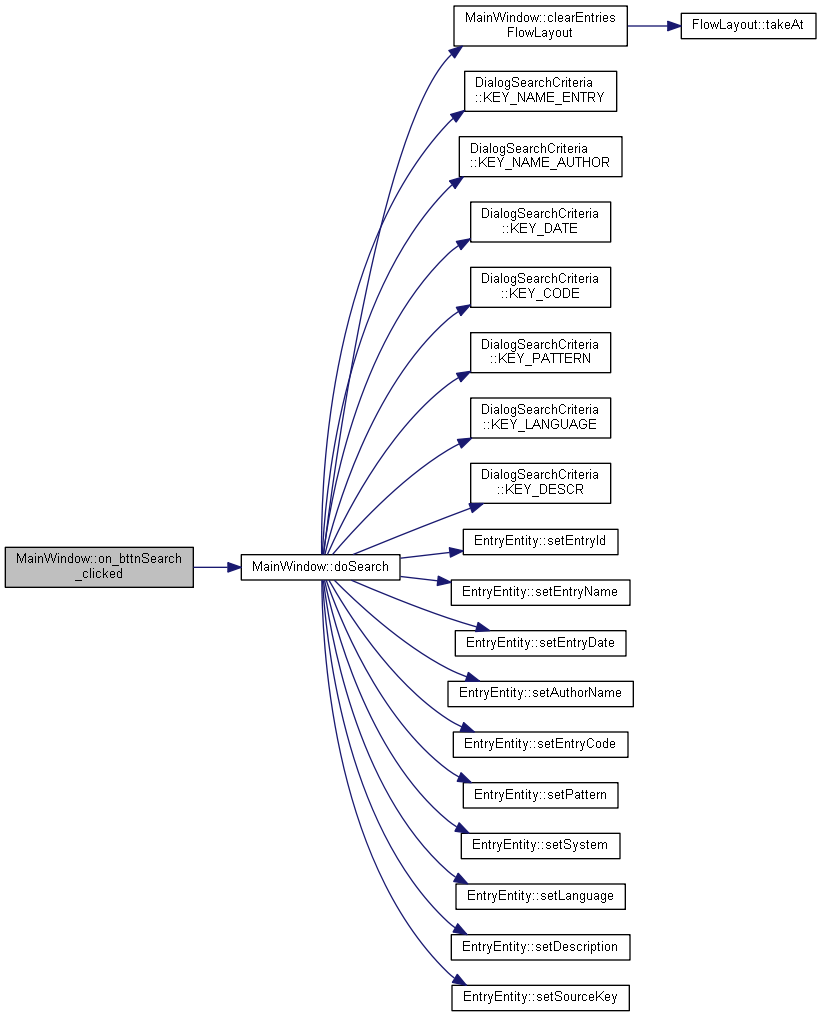 MainWindow::clearEntries
FlowLayout
FlowLayout::takeAt
DialogSearchCriteria
::KEY_NAME_ENTRY
DialogSearchCriteria
::KEY_NAME_AUTHOR
DialogSearchCriteria
::KEY_DATE
DialogSearchCriteria
::KEY_CODE
DialogSearchCriteria
::KEY_PATTERN
DialogSearchCriteria
::KEY_LANGUAGE
DialogSearchCriteria
::KEY_DESCR
MainWindow::on_bttnSearch
_clicked
MainWindow::doSearch
EntryEntity::setEntryId
EntryEntity::setEntryName
EntryEntity::setEntryDate
EntryEntity::setAuthorName
EntryEntity::setEntryCode
EntryEntity::setPattern
EntryEntity::setSystem
EntryEntity::setLanguage
EntryEntity::setDescription
EntryEntity::setSourceKey